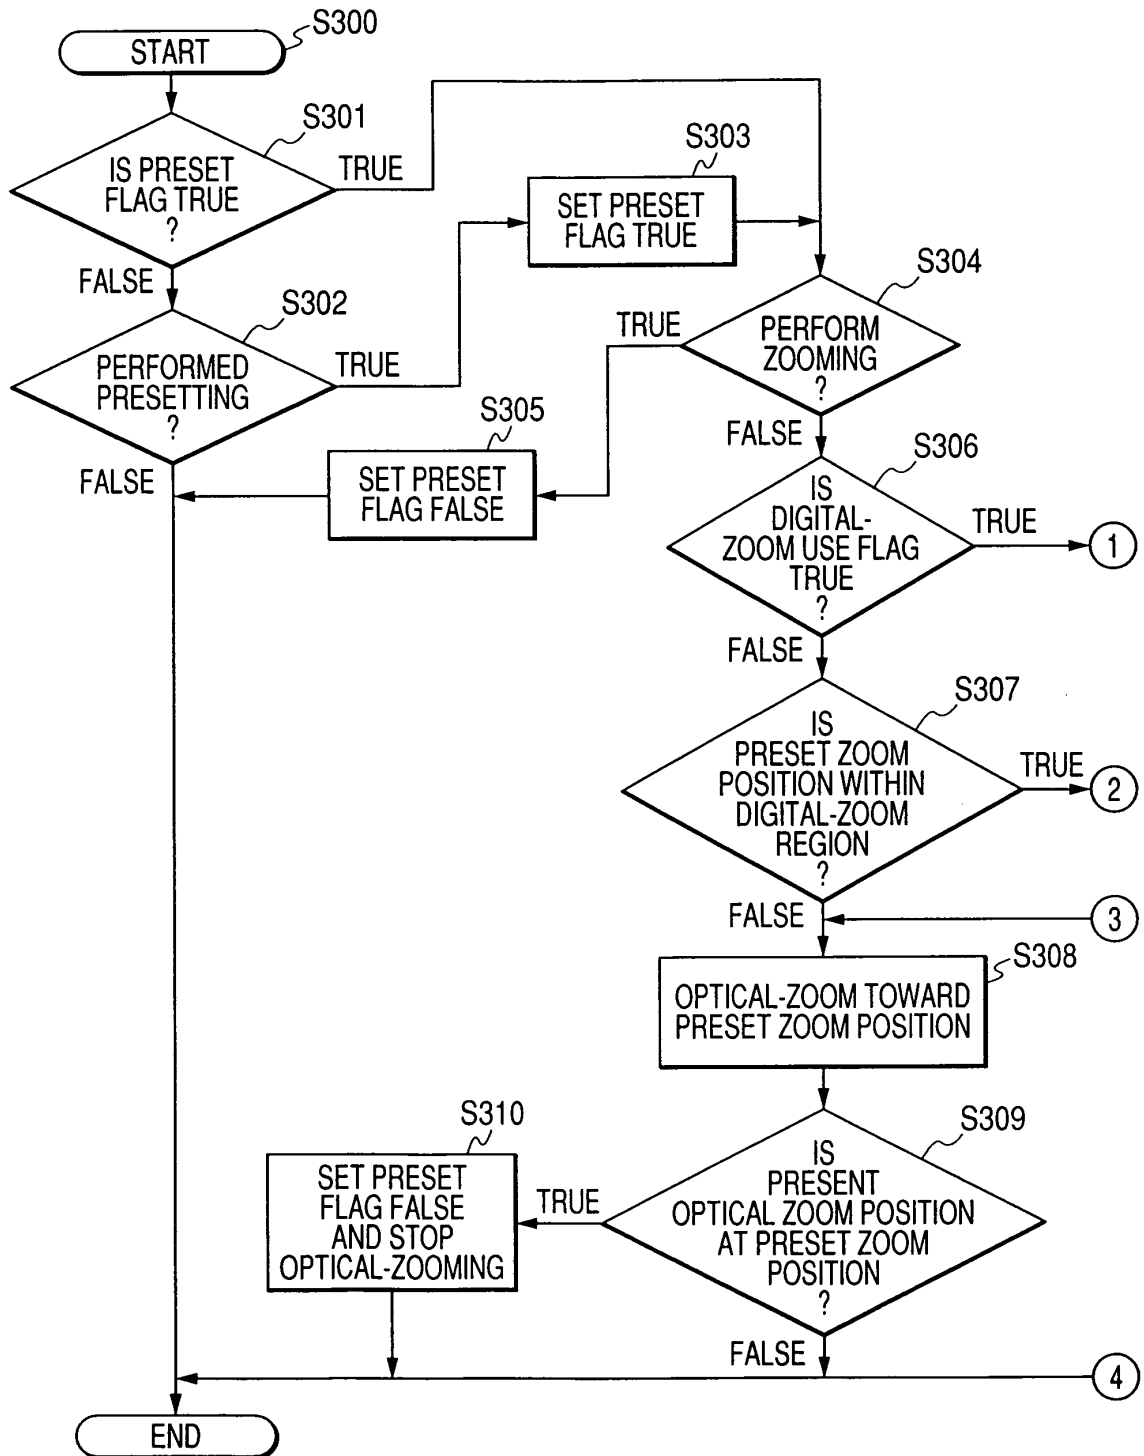 START
S300
S301
IS PRESET
FLAG TRUE
?
TRUE
FALSE
S302
PERFORMED
PRESETTING
?
TRUE
FALSE
S303
SET PRESET
FLAG TRUE
S304
PERFORM
ZOOMING
?
TRUE
FALSE
S305
SET PRESET
FLAG FALSE
S306
IS
DIGITAL-
ZOOM USE FLAG
TRUE
?
TRUE
1
FALSE
S307
IS
PRESET ZOOM
POSITION WITHIN
DIGITAL-ZOOM
REGION
?
TRUE
2
FALSE
3
S308
OPTICAL-ZOOM TOWARD
PRESET ZOOM POSITION
S309
IS
PRESENT
OPTICAL ZOOM POSITION
AT PRESET ZOOM
POSITION
?
TRUE
S310
SET PRESET
FLAG FALSE
AND STOP
OPTICAL-ZOOMING
FALSE
4
END